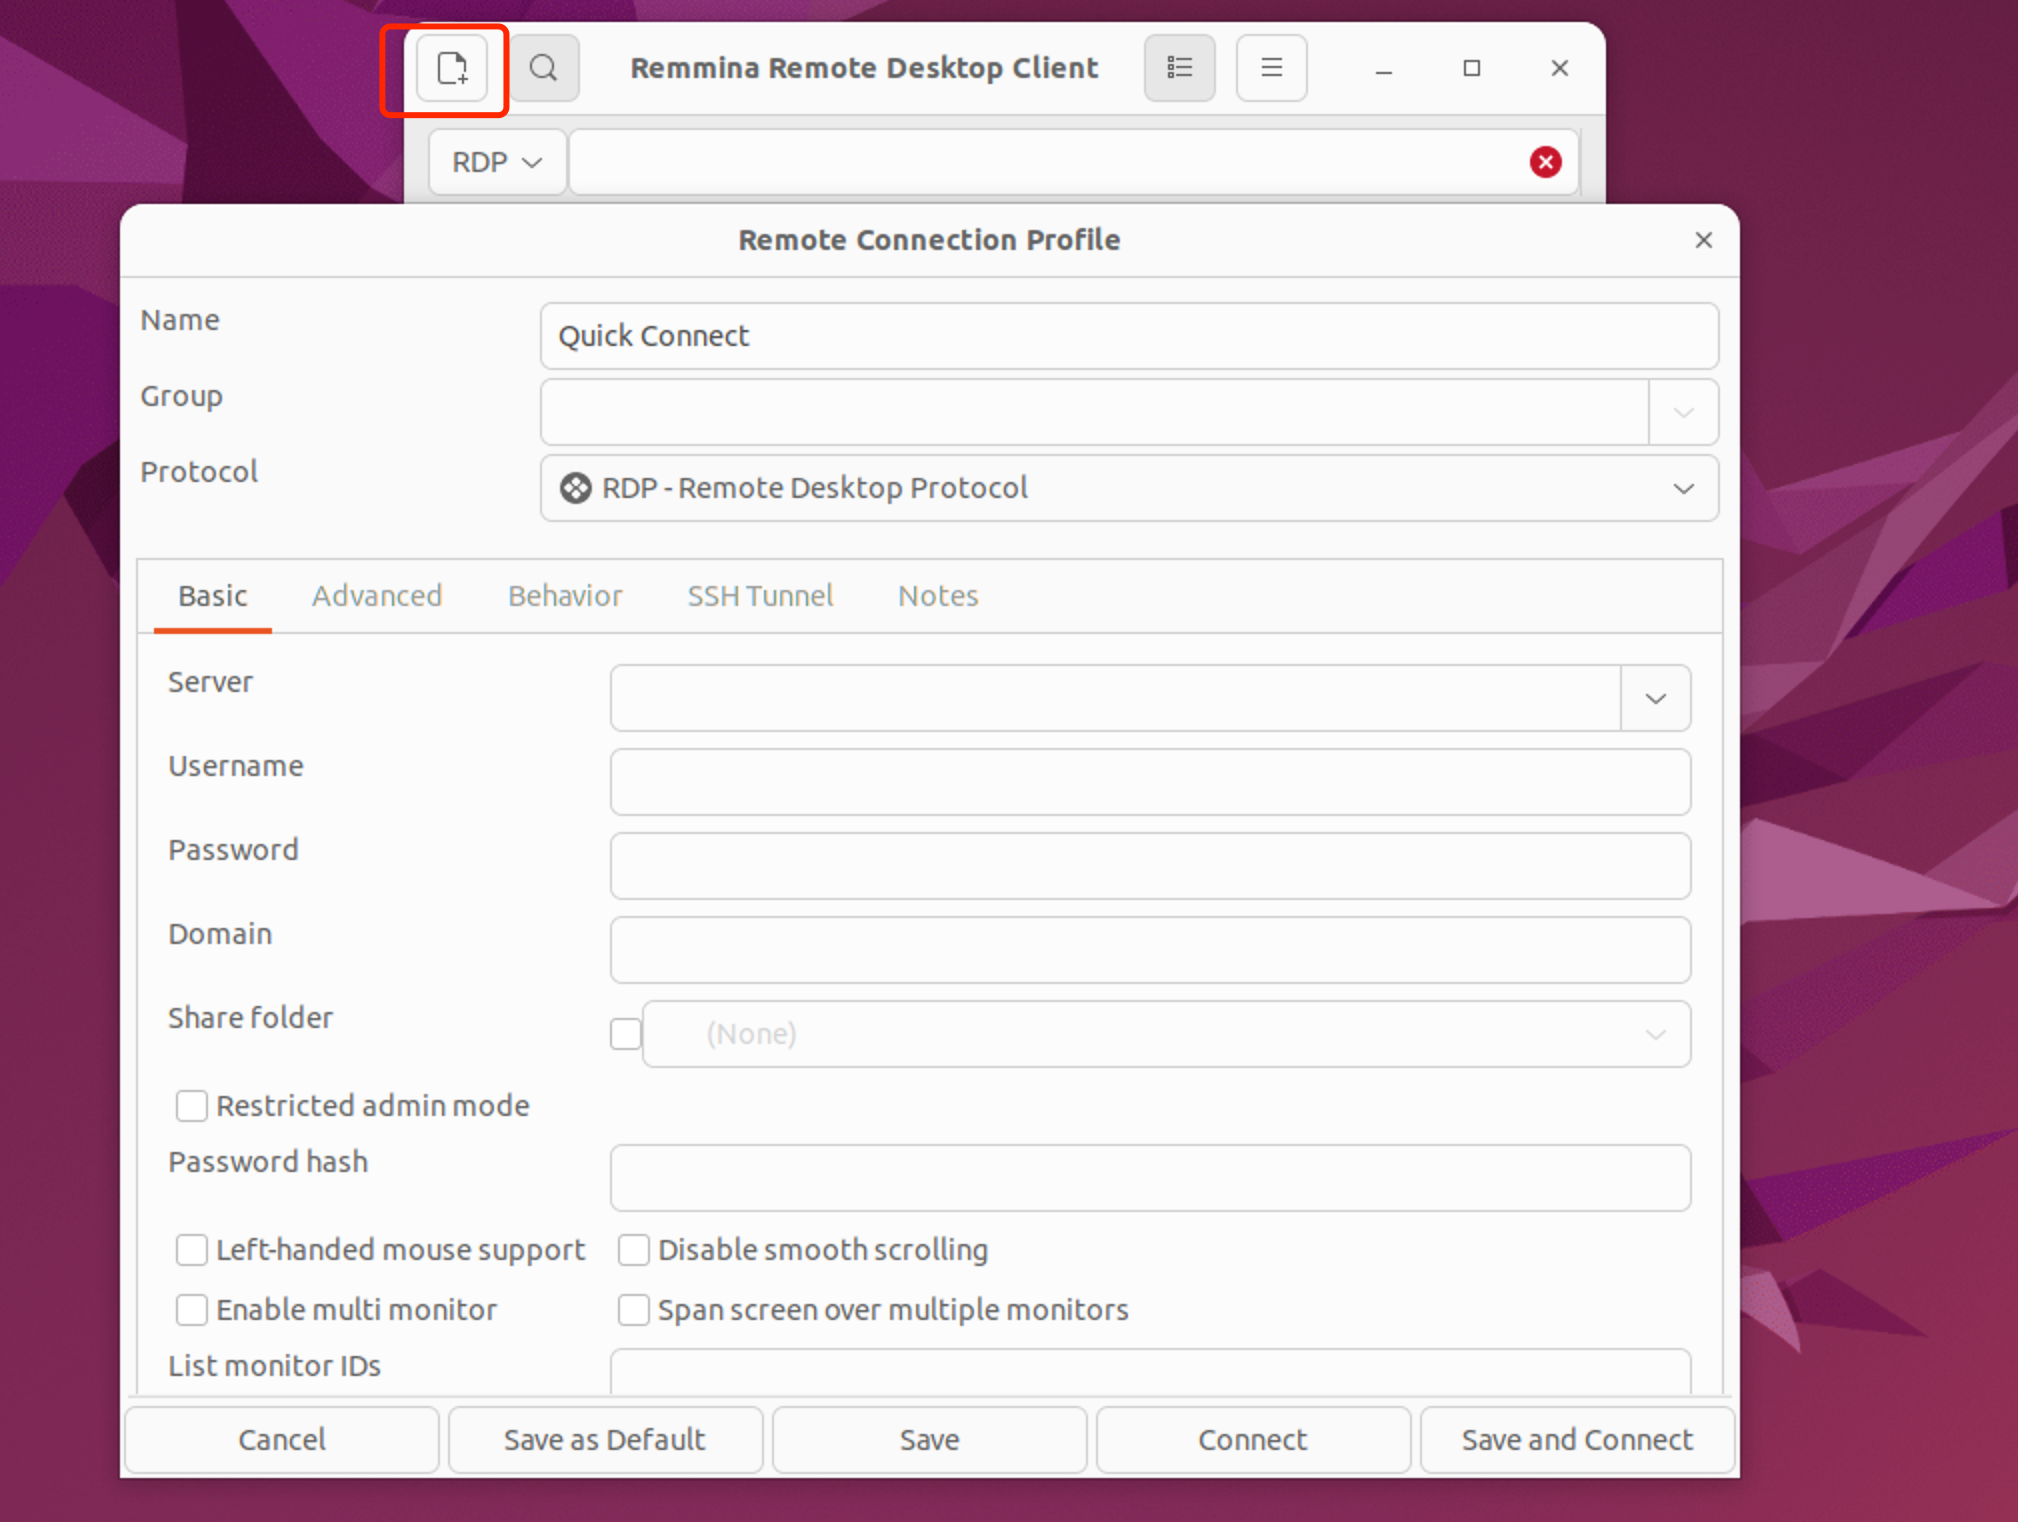 Remmina Remote Desktop Client
RDP
Remote Connection Profile
Name
Quick Connect
Group
Protocol
RDP - Remote Desktop Protocol
Basic Advanced Behavior SSH Tunnel Notes
Server
Username
Password
Domain
Share folder
(None)
Restricted admin mode
Password hash
Left-handed mouse support Disable smooth scrolling
Enable multi monitor Span screen over multiple monitors
List monitor IDs
Cancel Save as Default Save Connect Save and Connect